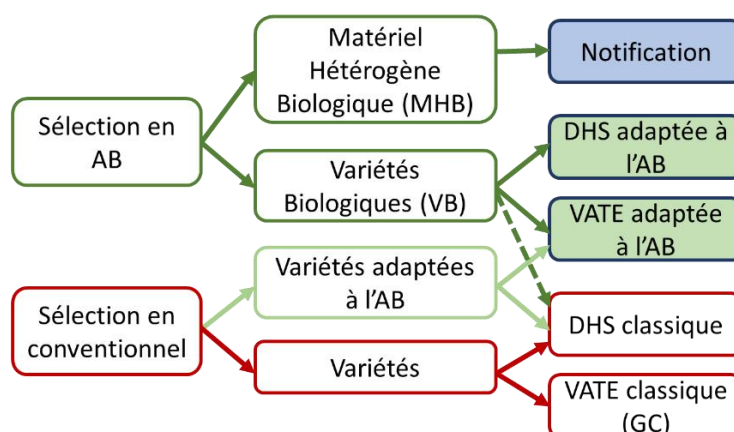 Matériel
Hétérogène
Biologique (MHB)
Notification
Sélection en
AB
Variétés
Biologiques (VB)
DHS adaptée à
l'AB
VATE adaptée
à l'AB
Variétés adaptées
à l'AB
Sélection en
conventionnel
DHS classique
Variétés
VATE classique
(GC)